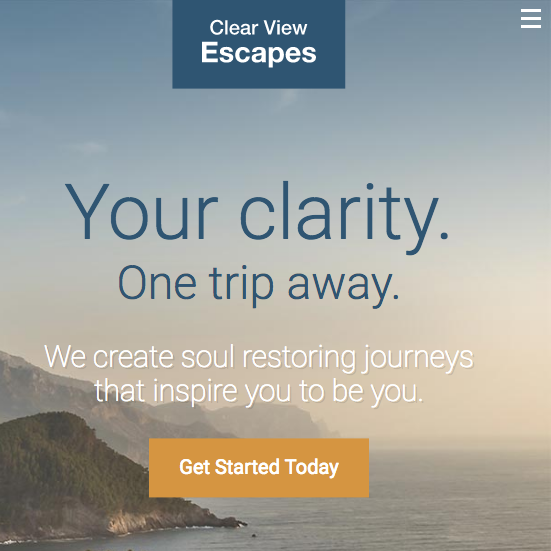 Clear View
Escapes
Your clarity.
One trip away.
We create soul restoring journeys
that inspire you to be you.
Get Started Today